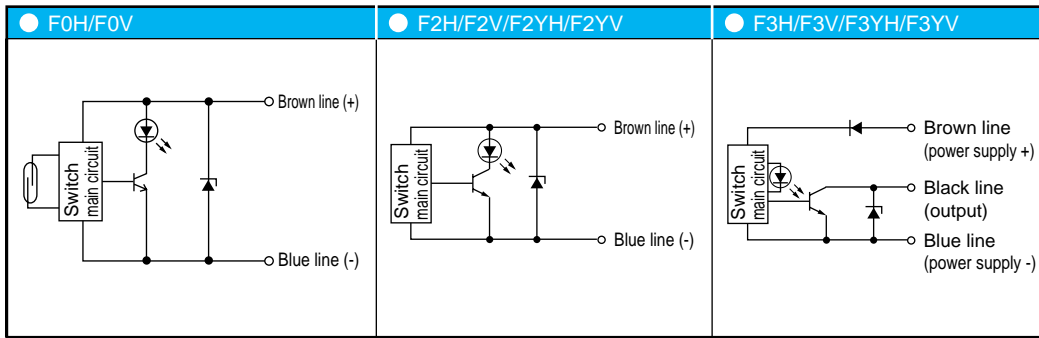 F0H/F0V
Brown line (+)
Switch
main circuit
Blue line (-)
F2H/F2V/F2YH/F2YV
Brown line (+)
Switch
main circuit
Blue line (-)
F3H/F3V/F3YH/F3YV
Brown line
(power supply +)
Switch
main circuit
Black line
(output)
Blue line
(power supply -)